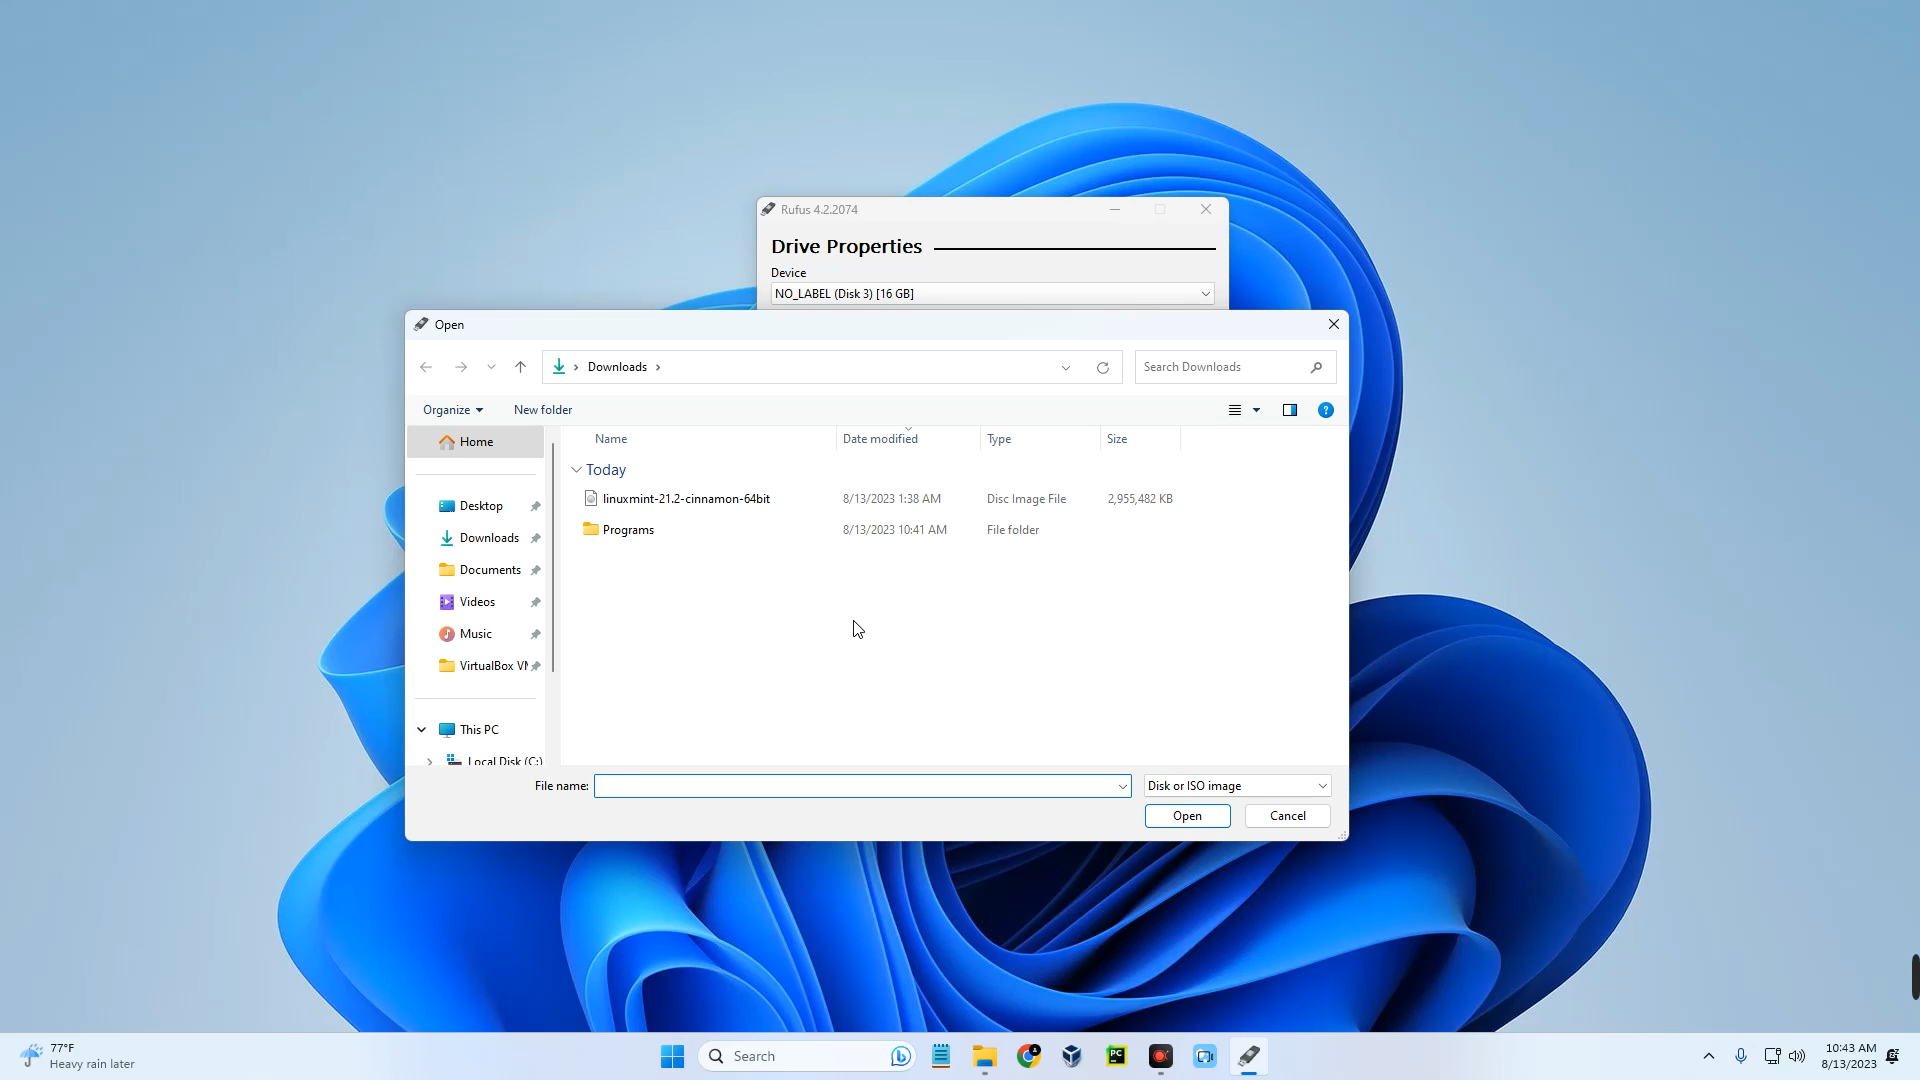 Rufus 4.2.2074
Drive Properties
Device
NO_LABEL (Disk 3) [16 GB]
Open
Downloads
Search Downloads
Organize
New folder
?
Home
Name
Date modified
Type
Size
Today
linuxmint-21.2-cinnamon-64bit
8/13/2023 1:38 AM
Disc Image File
2,955,482 KB
Programs
8/13/2023 10:41 AM
File folder
Desktop
Downloads
Documents
Videos
Music
VirtualBox VM
This PC
Local Disk (C:)
File name:
Disk or ISO image
Open
Cancel
77°F
Heavy rain later
Search
PC
10:43 AM
8/13/2023